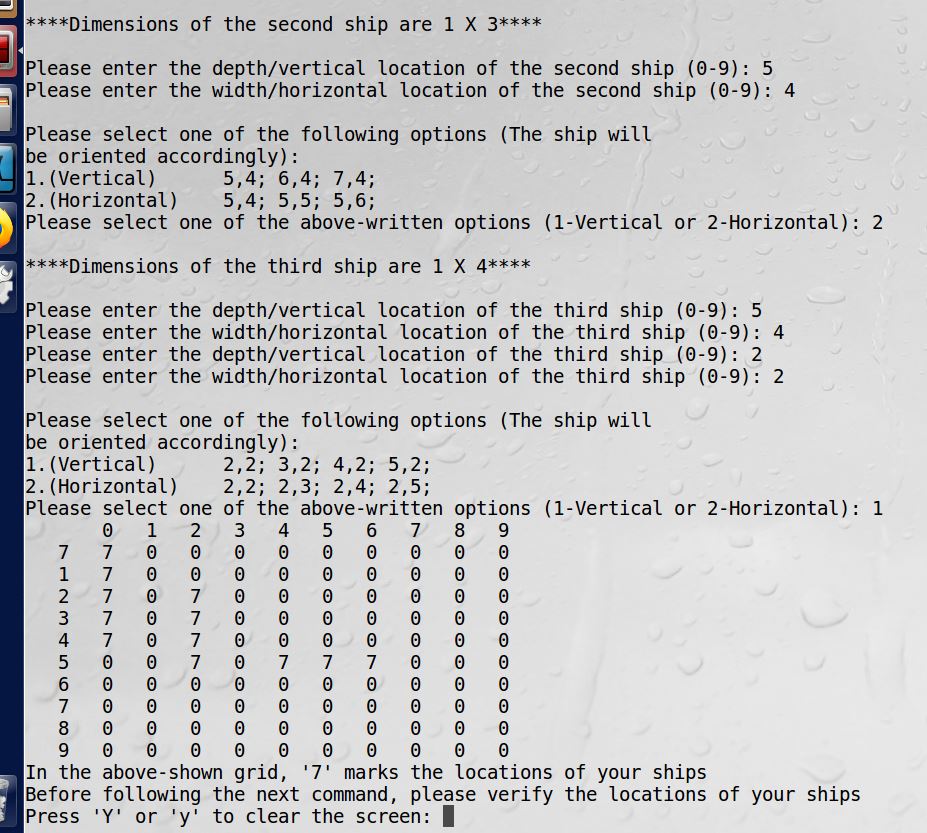 ****Dimensions of the second ship are 1 X 3****
Please enter the depth/vertical location of the second ship (0-9): 5
Please enter the width/horizontal location of the second ship (0-9): 4
Please select one of the following options (The ship will
be oriented accordingly):
1.(Vertical)      5,4; 6,4; 7,4;
2.(Horizontal)    5,4; 5,5; 5,6;
Please select one of the above-written options (1-Vertical or 2-Horizontal): 2
****Dimensions of the third ship are 1 X 4****
Please enter the depth/vertical location of the third ship (0-9): 5
Please enter the width/horizontal location of the third ship (0-9): 4
Please enter the depth/vertical location of the third ship (0-9): 2
Please enter the width/horizontal location of the third ship (0-9): 2
Please select one of the following options (The ship will
be oriented accordingly):
1.(Vertical)      2,2; 3,2; 4,2; 5,2;
2.(Horizontal)    2,2; 2,3; 2,4; 2,5;
Please select one of the above-written options (1-Vertical or 2-Horizontal): 1
       0   1   2   3   4   5   6   7   8   9
   7   7   0   0   0   0   0   0   0   0   0
   1   7   0   0   0   0   0   0   0   0   0
   2   7   0   7   0   0   0   0   0   0   0
   3   7   0   7   0   0   0   0   0   0   0
   4   7   0   7   0   0   0   0   0   0   0
   5   0   0   7   0   7   7   7   0   0   0
   6   0   0   0   0   0   0   0   0   0   0
   7   0   0   0   0   0   0   0   0   0   0
   8   0   0   0   0   0   0   0   0   0   0
   9   0   0   0   0   0   0   0   0   0   0
In the above-shown grid, '7' marks the locations of your ships
Before following the next command, please verify the locations of your ships
Press 'Y' or 'y' to clear the screen: